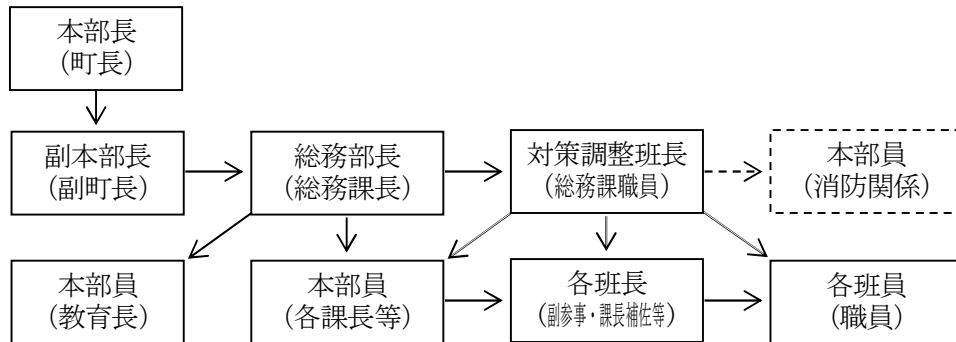 本部長
(町長)
副本部長
(副町長)
総務部長
(総務課長)
対策調整班長
(総務課職員)
本部員
(消防関係)
本部員
(教育長)
本部員
(各課長等)
各班長
(副参事・課長補佐等)
各班員
(職員)